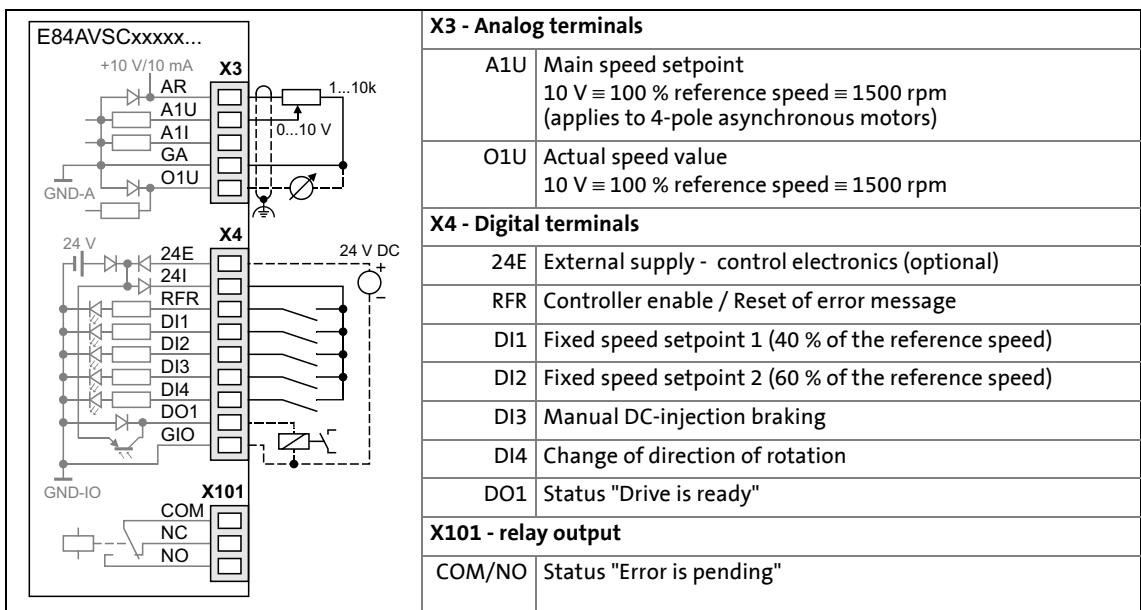 E84AVSCxxxxx...
+10 V/10 mA
X3
AR
A1U
A1I
GA
O1U
GND-A
1...10k
0...10 V
X4
24 V
24E
24I
RFR
DI1
DI2
DI3
DI4
DO1
GIO
GND-IO
24 V DC
+
–
X101
COM
NC
NO
X3 - Analog terminals
A1U Main speed setpoint
10 V ≡ 100 % reference speed ≡ 1500 rpm
(applies to 4-pole asynchronous motors)
O1U Actual speed value
10 V ≡ 100 % reference speed ≡ 1500 rpm
X4 - Digital terminals
24E External supply - control electronics (optional)
RFR Controller enable / Reset of error message
DI1 Fixed speed setpoint 1 (40 % of the reference speed)
DI2 Fixed speed setpoint 2 (60 % of the reference speed)
DI3 Manual DC-injection braking
DI4 Change of direction of rotation
DO1 Status "Drive is ready"
X101 - relay output
COM/NO Status "Error is pending"